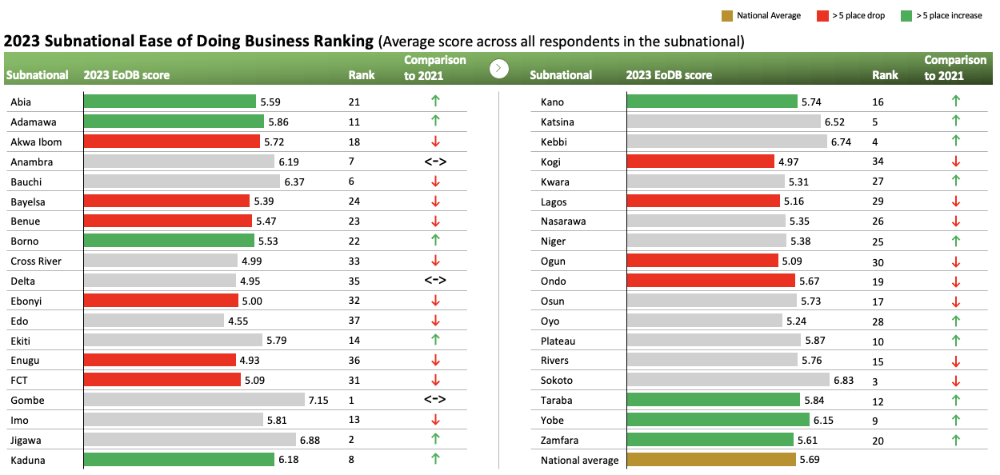 National Average > 5 place drop > 5 place increase
2023 Subnational Ease of Doing Business Ranking (Average score across all respondents in the subnational)
Subnational 2023 EoDB score Rank Comparison to 2021
Abia 5.59 21 ↑
Adamawa 5.86 11 ↑
Akwa Ibom 5.72 18 ↓
Anambra 6.19 7 <->
Bauchi 6.37 6 ↓
Bayelsa 5.39 24 ↓
Benue 5.47 23 ↓
Borno 5.53 22 ↑
Cross River 4.99 33 ↓
Delta 4.95 35 <->
Ebonyi 5.00 32 ↓
Edo 4.55 37 ↓
Ekiti 5.79 14 ↑
Enugu 4.93 36 ↓
FCT 5.09 31 ↓
Gombe 7.15 1 <->
Imo 5.81 13 ↓
Jigawa 6.88 2 ↑
Kaduna 6.18 8 ↑
Subnational 2023 EoDB score Rank Comparison to 2021
Kano 5.74 16 ↑
Katsina 6.52 5 ↑
Kebbi 6.74 4 ↑
Kogi 4.97 34 ↓
Kwara 5.31 27 ↑
Lagos 5.16 29 ↓
Nasarawa 5.35 26 ↓
Niger 5.38 25 ↑
Ogun 5.09 30 ↓
Ondo 5.67 19 ↓
Osun 5.73 17 ↓
Oyo 5.24 28 ↑
Plateau 5.87 10 ↑
Rivers 5.76 15 ↓
Sokoto 6.83 3 ↓
Taraba 5.84 12 ↑
Yobe 6.15 9 ↑
Zamfara 5.61 20 ↑
National average 5.69